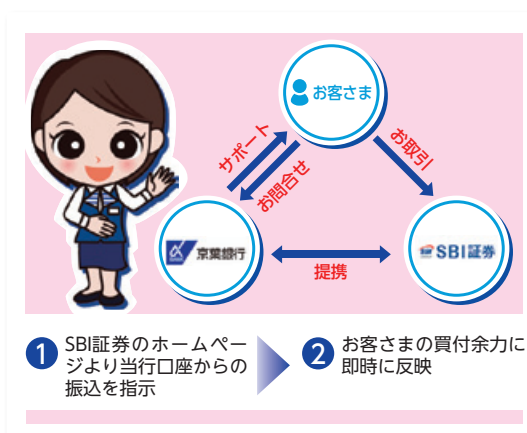 お客さま
サポート
お問合せ
お取引
京葉銀行
SBI証券
提携
1
SBI証券のホームペー
ジより当行口座からの
振込を指示
2
お客さまの買付余力に
即時に反映